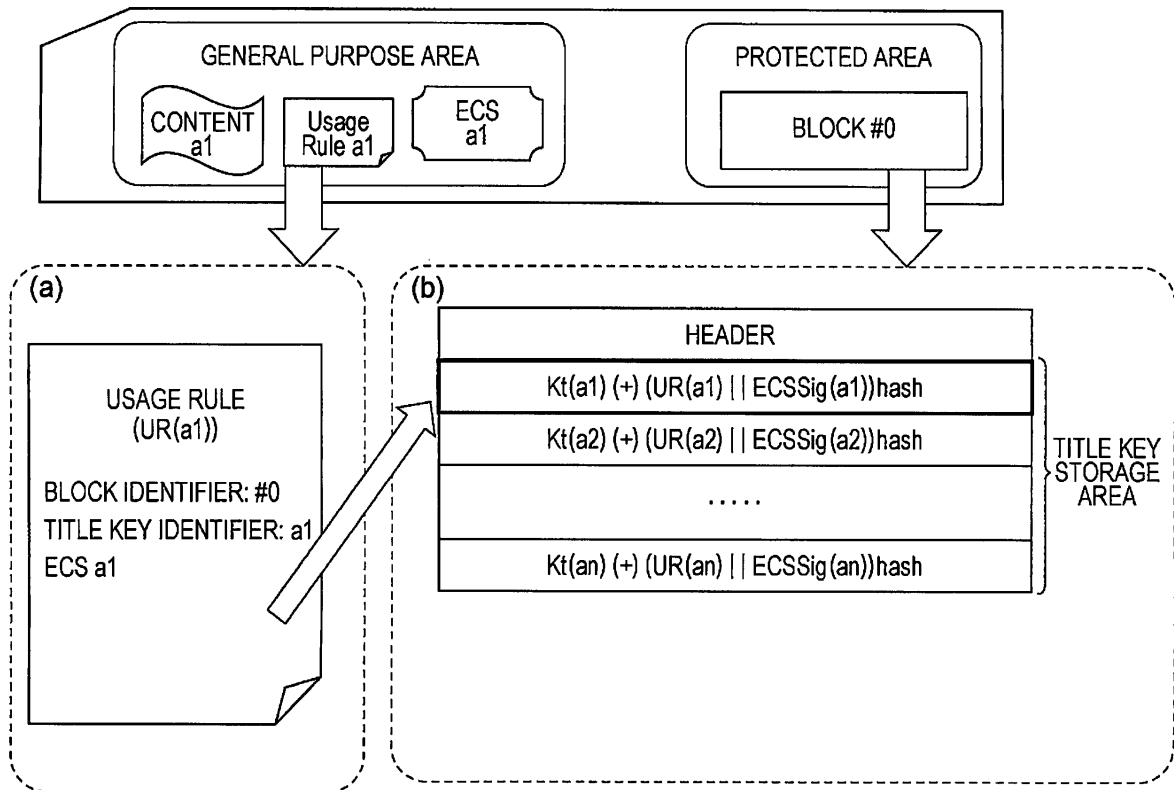 GENERAL PURPOSE AREA
CONTENT
a1
Usage
Rule a1
ECS
a1
PROTECTED AREA
BLOCK #0
(a)
USAGE RULE
(UR(a1))
BLOCK IDENTIFIER: #0
TITLE KEY IDENTIFIER: a1
ECS a1
(b)
HEADER
Kt(a1) (+) (UR(a1) || ECSSig(a1))hash
Kt(a2) (+) (UR(a2) || ECSSig(a2))hash
.....
Kt(an) (+) (UR(an) || ECSSig(an))hash
TITLE KEY
STORAGE
AREA